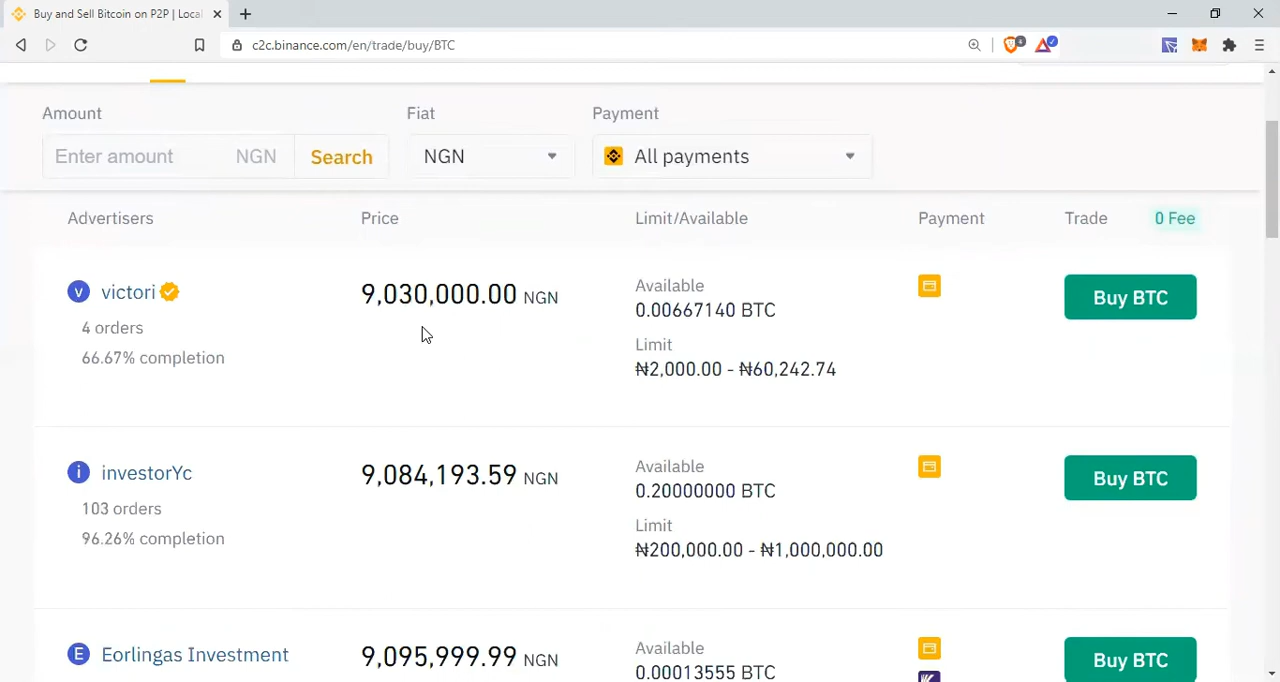 Buy and Sell Bitcoin on P2P | Local
c2c.binance.com/en/trade/buy/BTC
Amount
Fiat
Payment
Enter amount NGN Search
NGN
All payments
Advertisers Price Limit/Available Payment Trade 0 Fee
V victori
4 orders
66.67% completion
9,030,000.00 NGN
Available
0.00667140 BTC
Limit
₦2,000.00 - ₦60,242.74
Buy BTC
i investorYc
103 orders
96.26% completion
9,084,193.59 NGN
Available
0.20000000 BTC
Limit
₦200,000.00 - ₦1,000,000.00
Buy BTC
E Eorlingas Investment
9,095,999.99 NGN
Available
0.00013555 BTC
Buy BTC